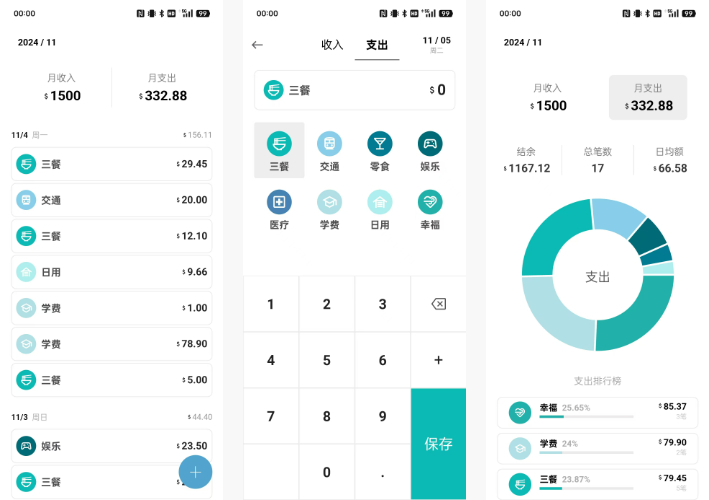 00:00
99
2024 / 11
月收入
$1500
月支出
$332.88
11/4 周一
$156.11
三餐
$29.45
交通
$20.00
三餐
$12.10
日用
$9.66
学费
$1.00
学费
$78.90
三餐
$5.00
11/3 周日
$44.40
娱乐
$23.50
三餐
00:00
99
收入
支出
11 / 05
周二
三餐
$0
三餐
交通
零食
娱乐
医疗
学费
日用
幸福
1
2
3
4
5
6
+
7
8
9
保存
0
.
00:00
99
2024 / 11
月收入
$1500
月支出
$332.88
结余
$1167.12
总笔数
17
日均额
$66.58
支出
支出排行榜
幸福 25.65%
$85.37
学费 24%
$79.90
三餐 23.87%
$79.45